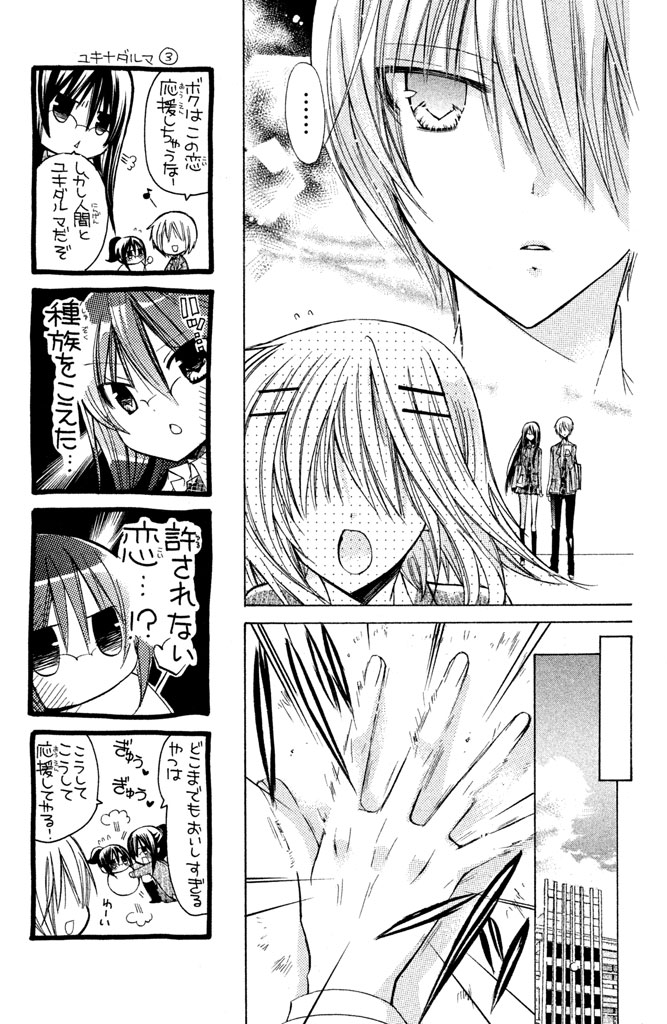 ……
ユキナダルマ③
ボクはこの恋
応援しちゃうなー
しかし人間と
ユキダルマだぞ
ハッ…
種族をこえた…
許されない
恋…!?
どこまでもおいしすぎる
やつは
ぎゅう♥
ぎゅう♥
こうして
こうして
応援してやる!
わーい